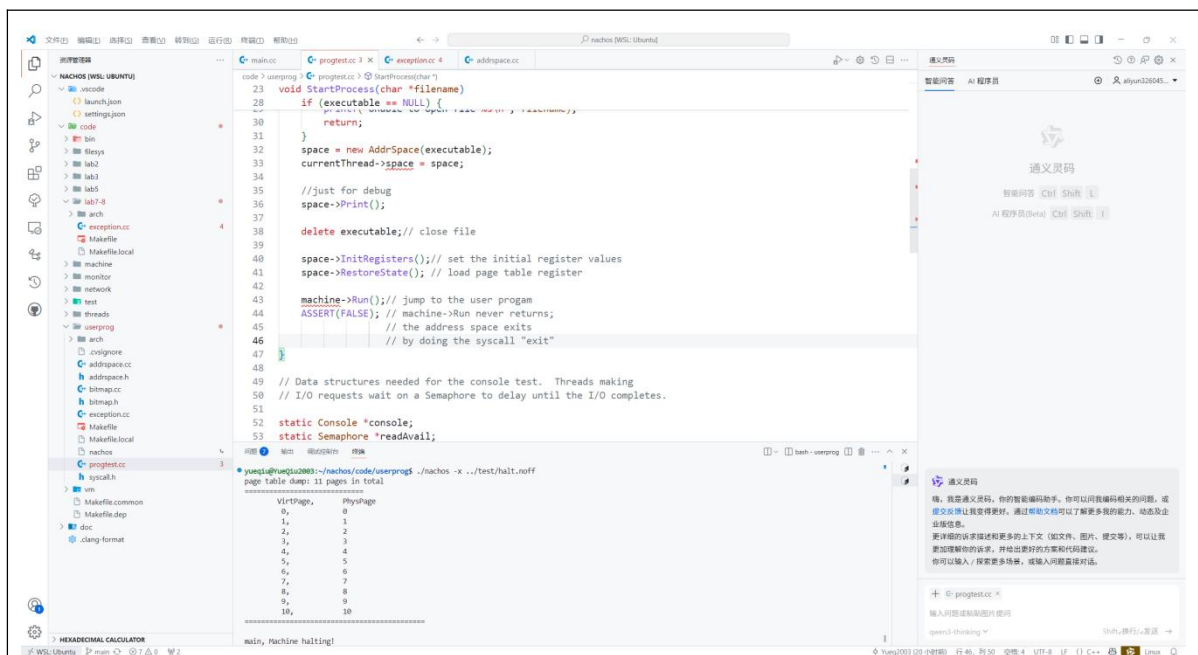 文件(F) 编辑(E) 选择(S) 查看(V) 转到(G) 运行(R) 终端(T) 帮助(H)
nachos [WSL: Ubuntu]
资源管理器
NACHOS [WSL: UBUNTU]
.vscode
launch.json
settings.json
code
bin
filesys
lab2
lab3
lab5
lab7-8
arch
exception.cc 4
Makefile
Makefile.local
machine
monitor
network
test
threads
userprog
arch
.cvsignore
addrspace.cc
addrspace.h
bitmap.cc
bitmap.h
exception.cc
Makefile
Makefile.local
nachos
progtest.cc 3
syscall.h
vm
Makefile.common
Makefile.dep
doc
.clang-format
HEXADECIMAL CALCULATOR
main.cc progtest.cc 3 exception.cc 4 addrspace.cc
code > userprog > progtest.cc > StartProcess(char *)
23 void StartProcess(char *filename)
28 if (executable == NULL) {
30 return;
31 }
32 space = new AddrSpace(executable);
33 currentThread->space = space;
34
35 //just for debug
36 space->Print();
37
38 delete executable;// close file
39
40 space->InitRegisters();// set the initial register values
41 space->RestoreState(); // load page table register
42
43 machine->Run();// jump to the user progam
44 ASSERT(FALSE); // machine->Run never returns;
45 // the address space exits
46 // by doing the syscall "exit"
47 }
48
49 // Data structures needed for the console test. Threads making
50 // I/O requests wait on a Semaphore to delay until the I/O completes.
51
52 static Console *console;
53 static Semaphore *readAvail;
问题 输出 调试控制台 终端
bash - userprog
yueqiu@YueQiu2003:~/nachos/code/userprog$ ./nachos -x ../test/halt.noff
page table dump: 11 pages in total
============================
VirtPage, PhysPage
0, 0
1, 1
2, 2
3, 3
4, 4
5, 5
6, 6
7, 7
8, 8
9, 9
10, 10
============================================
main, Machine halting!
通义灵码
智能问答 AI 程序员
aliyun326045...
通义灵码
智能问答 Ctrl Shift L
AI 程序员(Beta) Ctrl Shift I
通义灵码
嗨，我是通义灵码，你的智能编码助手。你可以问我编码相关的问题，或
提交反馈让我变得更好。通过帮助文档可以了解更多我的能力、动态及企
业版信息。
更详细的诉求描述和更多的上下文（如文件、图片、提交等），可以让我
更加理解你的诉求，并给出更好的方案和代码建议。
你可以输入 / 探索更多场景，或输入问题直接对话。
progtest.cc
输入问题或粘贴图片提问
qwen3-thinking
WSL: Ubuntu main 7 0 2
行 46，列 50 空格: 4 UTF-8 LF {} C++ Linux